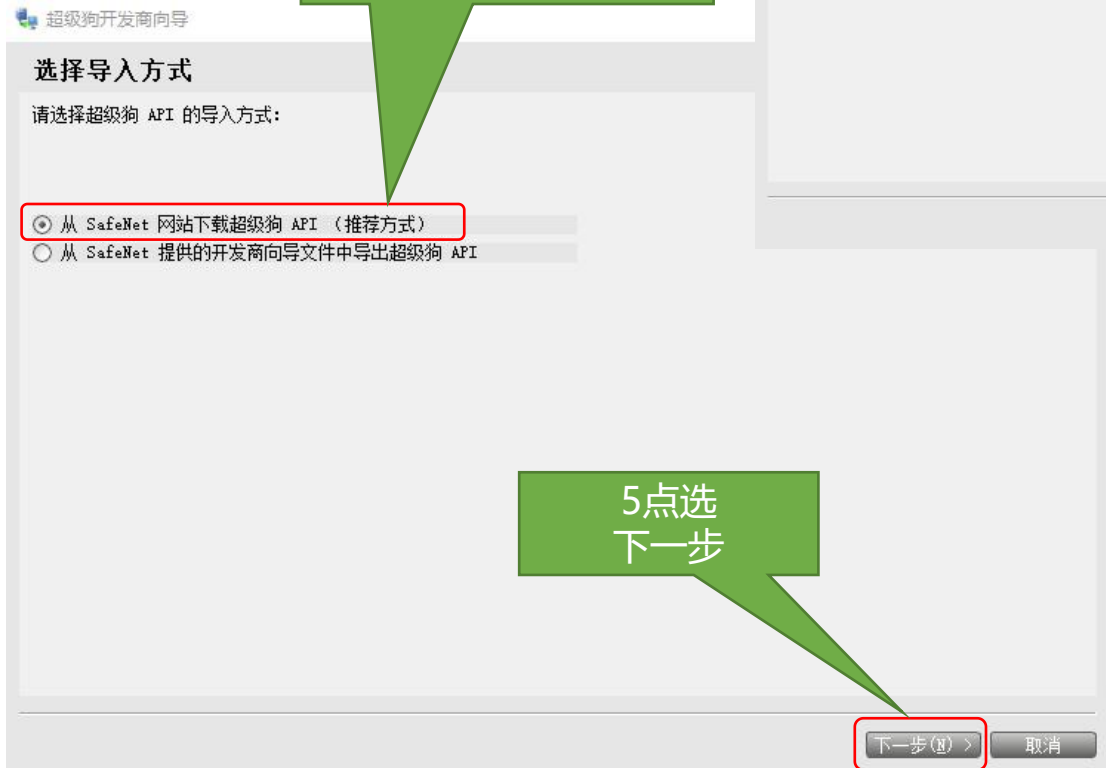 超级狗开发商向导
选择导入方式
请选择超级狗 API 的导入方式:
从 SafeNet 网站下载超级狗 API （推荐方式）
从 SafeNet 提供的开发商向导文件中导出超级狗 API
5点选
下一步
下一步(N) >
取消